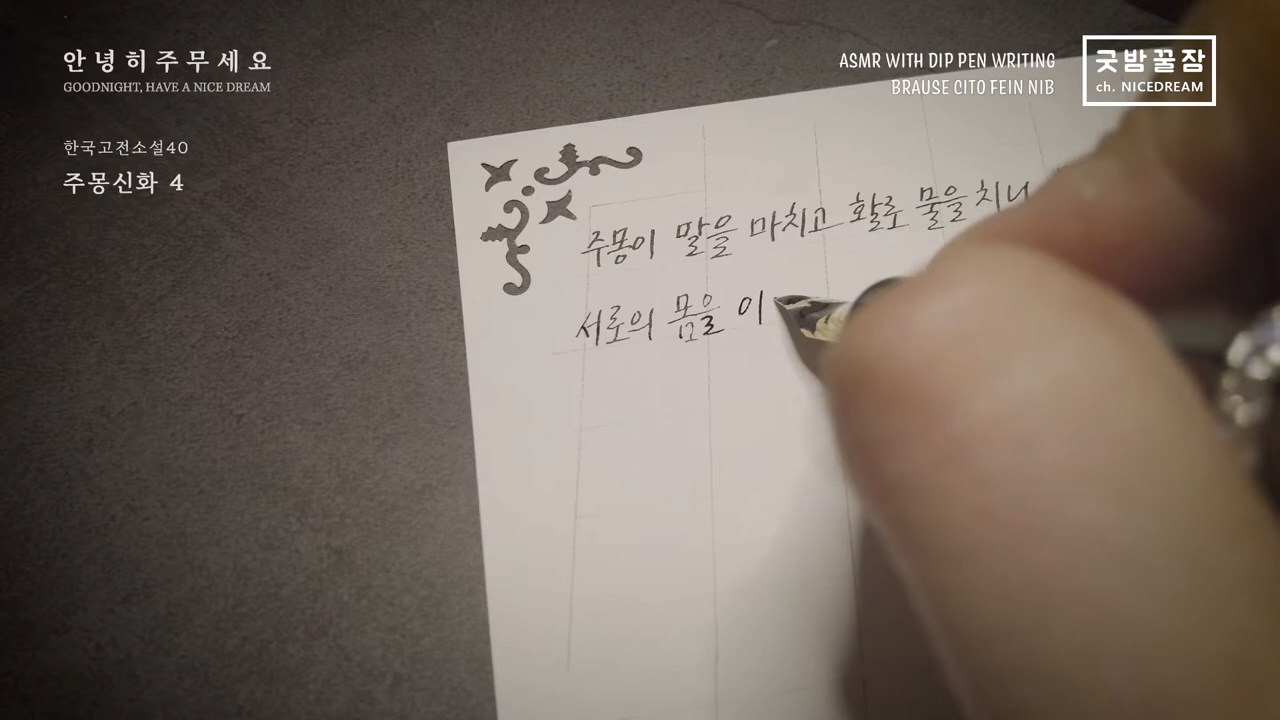 안녕히주무세요
GOODNIGHT, HAVE A NICE DREAM
한국고전소설40
주몽신화 4
ASMR WITH DIP PEN WRITING
BRAUSE CITO FEIN NIB
굿밤꿀잠
ch. NICEDREAM
주몽이 말을 마치고 활로 물을 치니
서로의 몸을 이